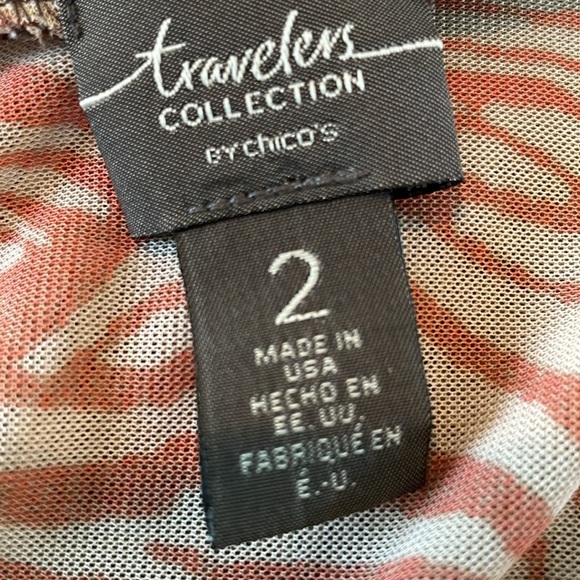 travelers
COLLECTION
BY chico's
2
MADE IN
USA
HECHO EN
EE. UU.
FABRIQUÉ EN
É.-U.